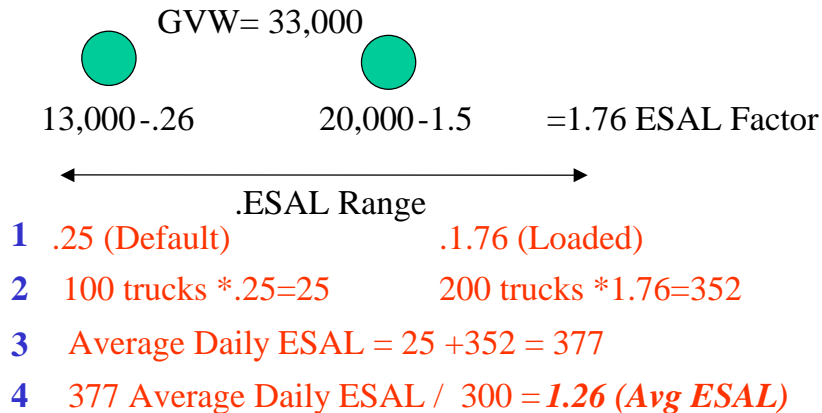 GVW= 33,000
13,000-.26 20,000-1.5 =1.76 ESAL Factor
.ESAL Range
1 .25 (Default) .1.76 (Loaded)
2 100 trucks *.25=25 200 trucks *1.76=352
3 Average Daily ESAL = 25 +352 = 377
4 377 Average Daily ESAL / 300 = 1.26 (Avg ESAL)